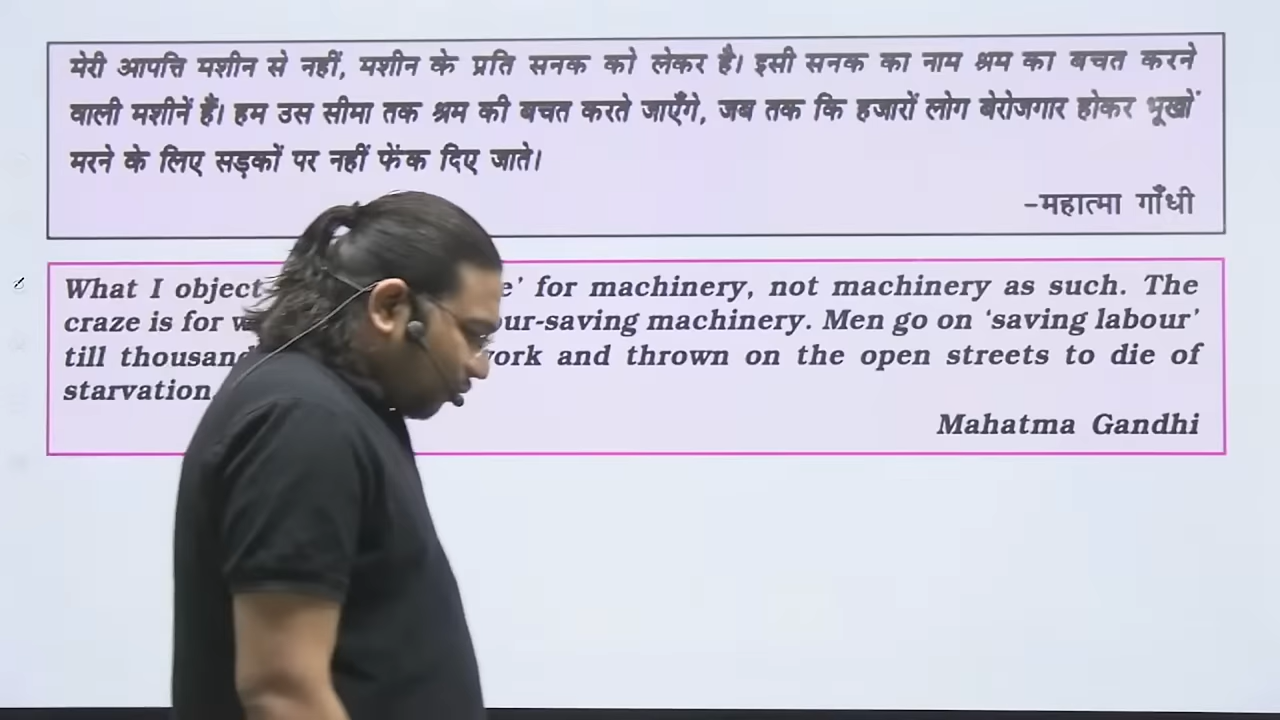 मेरी आपत्ति मशीन से नहीं, मशीन के प्रति सनक को लेकर है। इसी सनक का नाम श्रम का बचत करने
वाली मशीनें हैं। हम उस सीमा तक श्रम की बचत करते जाएँगे, जब तक कि हजारों लोग बेरोजगार होकर भूखों
मरने के लिए सड़कों पर नहीं फेंक दिए जाते।
-महात्मा गाँधी
What I object e’ for machinery, not machinery as such. The
craze is for ur-saving machinery. Men go on ‘saving labour’
till thousand work and thrown on the open streets to die of
starvation
Mahatma Gandhi